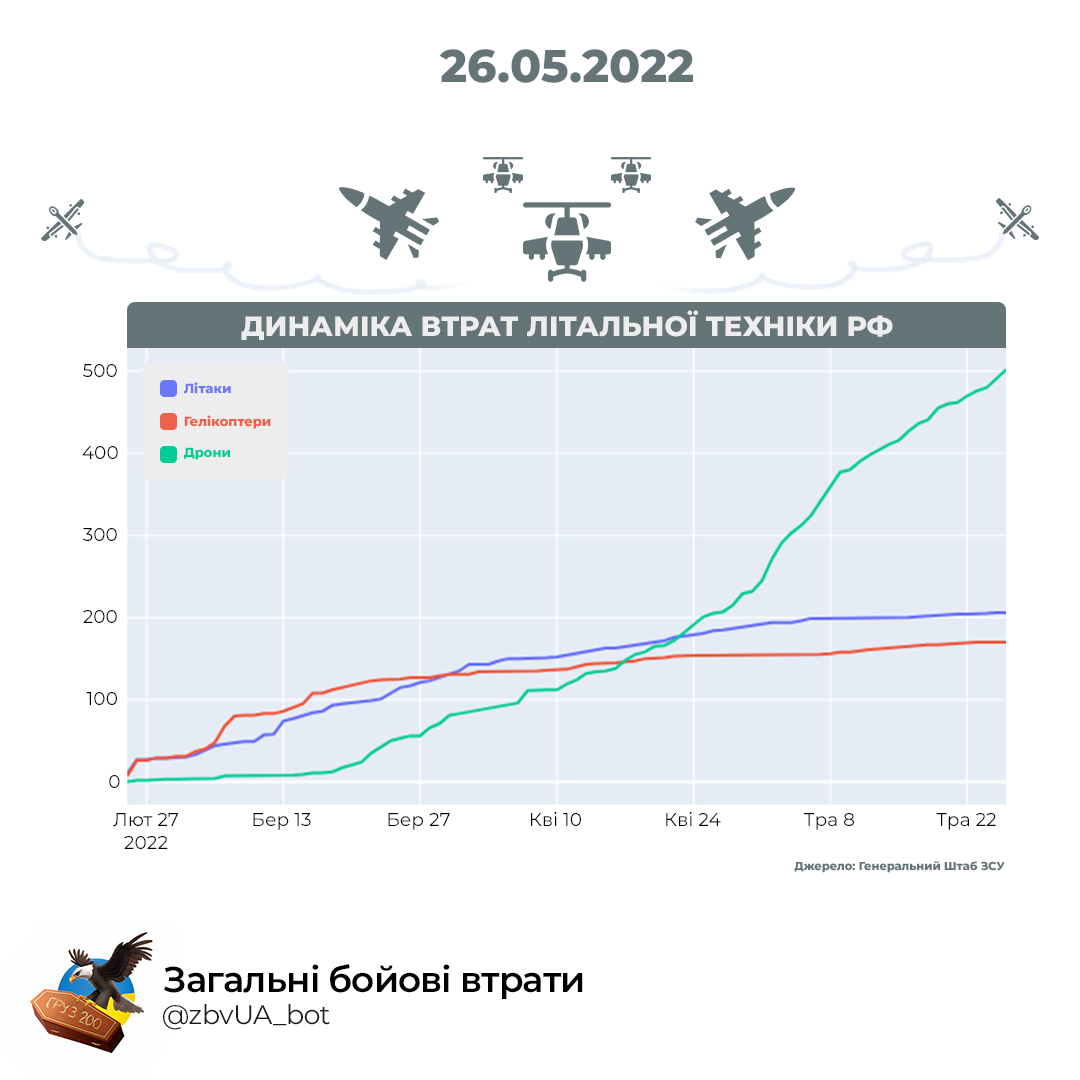 26.05.2022
ДИНАМІКА ВТРАТ ЛІТАЛЬНОЇ ТЕХНІКИ РФ
Літаки
Гелікоптери
Дрони
500
400
300
200
100
0
Лют 27 Бер 13 Бер 27 Кві 10 Кві 24 Тра 8 Тра 22
2022
Джерело: Генеральний Штаб ЗСУ
ГРУЗ 200
Загальні бойові втрати
@zbvUA_bot